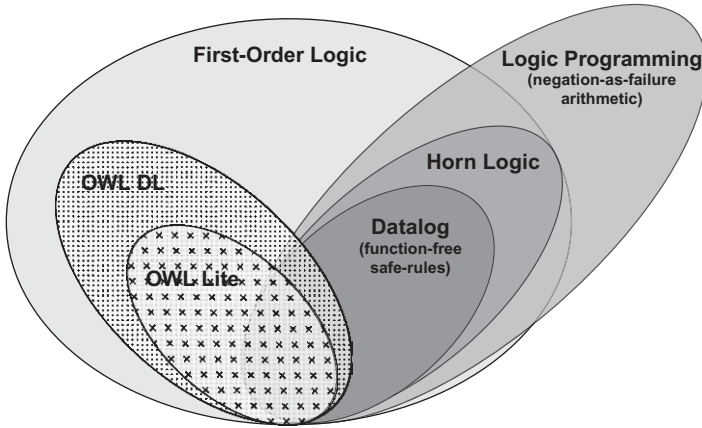 First-Order Logic
Logic Programming
(negation-as-failure
arithmetic)
Horn Logic
OWL DL
Datalog
(function-free
safe-rules)
OWL Lite